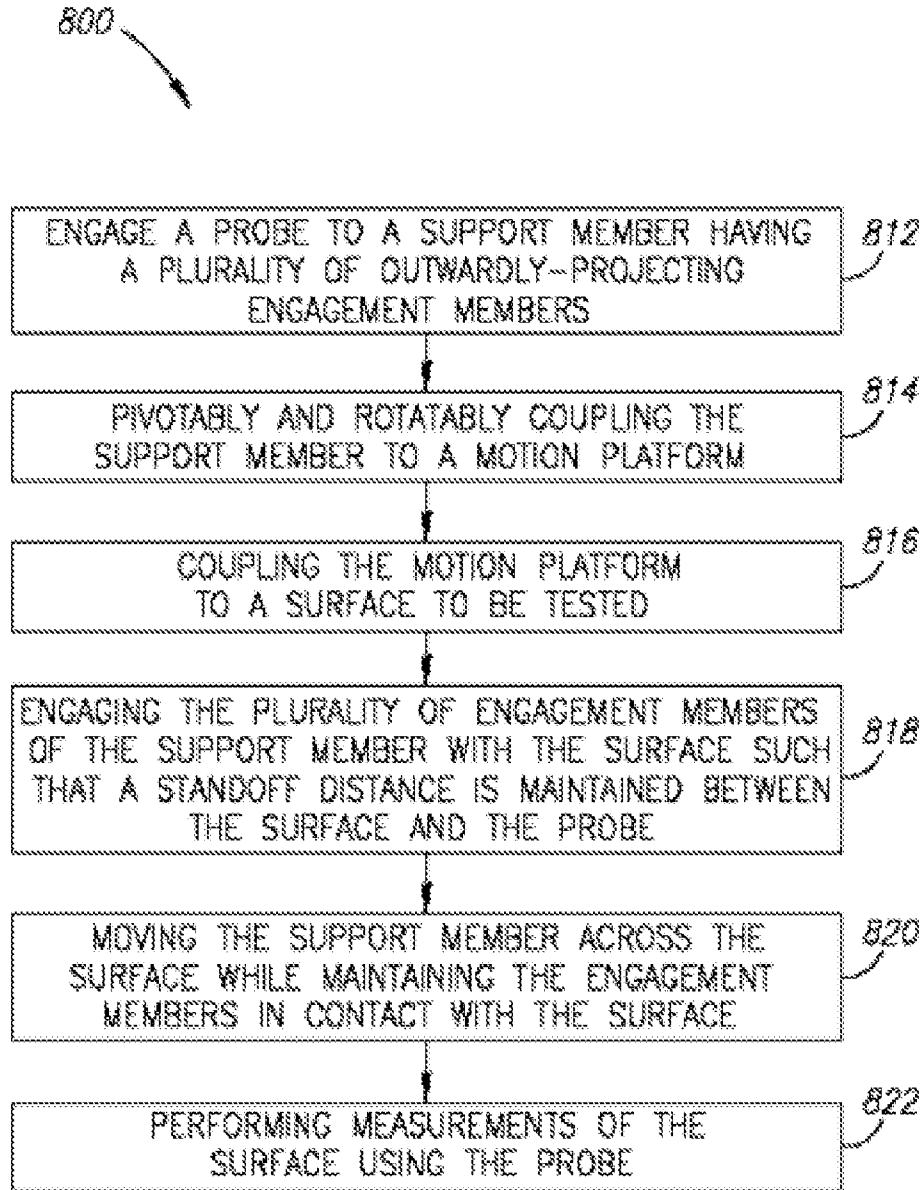 800
ENGAGE A PROBE TO A SUPPORT MEMBER HAVING
A PLURALITY OF OUTWARDLY-PROJECTING
ENGAGEMENT MEMBERS
812
PIVOTABLY AND ROTATABLY COUPLING THE
SUPPORT MEMBER TO A MOTION PLATFORM
814
COUPLING THE MOTION PLATFORM
TO A SURFACE TO BE TESTED
816
ENGAGING THE PLURALITY OF ENGAGEMENT MEMBERS
OF THE SUPPORT MEMBER WITH THE SURFACE SUCH
THAT A STANDOFF DISTANCE IS MAINTAINED BETWEEN
THE SURFACE AND THE PROBE
818
MOVING THE SUPPORT MEMBER ACROSS THE
SURFACE WHILE MAINTAINING THE ENGAGEMENT
MEMBERS IN CONTACT WITH THE SURFACE
820
PERFORMING MEASUREMENTS OF THE
SURFACE USING THE PROBE
822